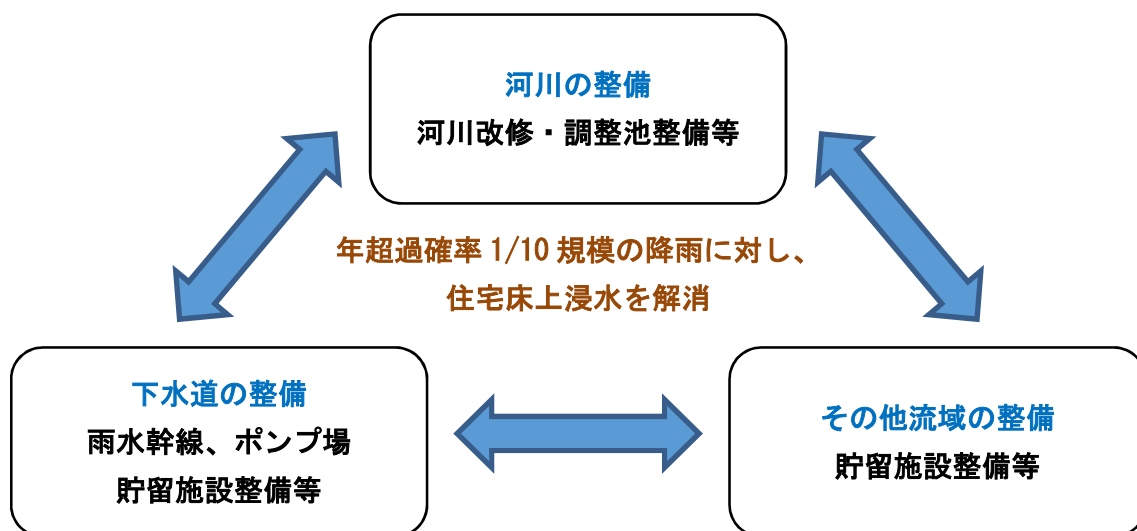 河川の整備
河川改修・調整池整備等
年超過確率 1/10 規模の降雨に対し、
住宅床上浸水を解消
下水道の整備
雨水幹線、ポンプ場
貯留施設整備等
その他流域の整備
貯留施設整備等